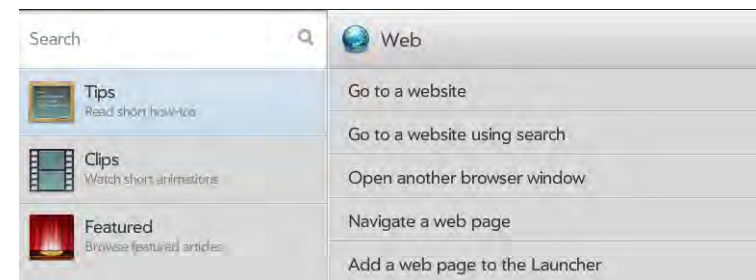 Search
Tips
Read short how-tos
Clips
Watch short animations
Featured
Browse featured articles
Web
Go to a website
Go to a website using search
Open another browser window
Navigate a web page
Add a web page to the Launcher